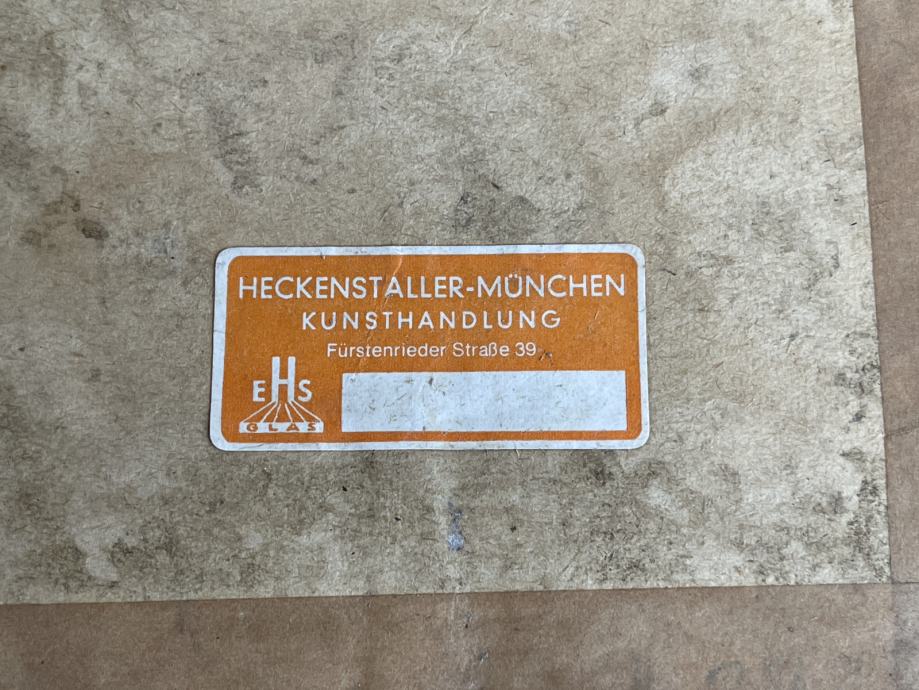 HECKENSTALLER-MÜNCHEN
KUNSTHANDLUNG
Fürstenrieder Straße 39
EHS
GLAS